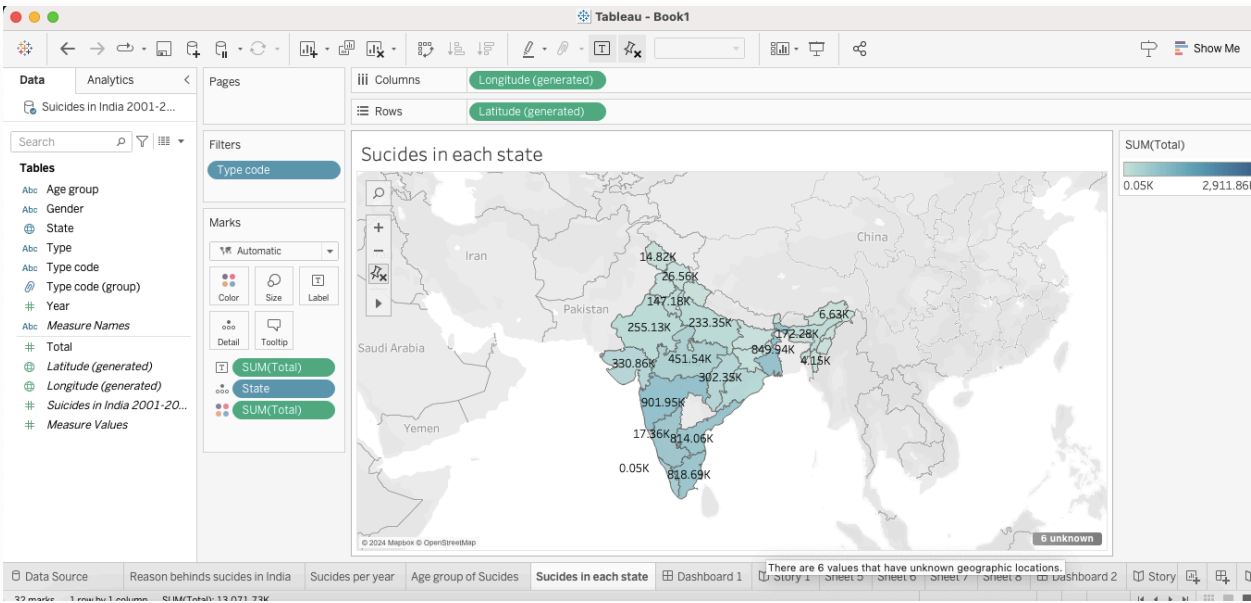 Tableau - Book1
Show Me
Data
Analytics
Pages
Columns
Longitude (generated)
Suicides in India 2001-2...
Rows
Latitude (generated)
Search
Filters
Type code
Sucides in each state
SUM(Total)
0.05K
2,911.86K
Tables
Abc Age group
Abc Gender
State
Abc Type
Abc Type code
Type code (group)
# Year
Abc Measure Names
# Total
Latitude (generated)
Longitude (generated)
# Suicides in India 2001-20...
# Measure Values
Marks
Automatic
Color
Size
Label
Detail
Tooltip
SUM(Total)
State
SUM(Total)
China
Iran
14.82K
26.56K
147.18K
Pakistan
6.63K
255.13K
233.35K
172.28K
Saudi Arabia
849.94K
330.86K
451.54K
4.15K
302.35K
901.95K
Yemen
17.36K
814.06K
0.05K
818.69K
© 2024 Mapbox © OpenStreetMap
6 unknown
There are 6 values that have unknown geographic locations.
Data Source
Reason behinds sucides in India
Sucides per year
Age group of Sucides
Sucides in each state
Dashboard 1
Story 1
Sheet 5
Sheet 6
Sheet 7
Sheet 8
Dashboard 2
Story
32 marks
1 row by 1 column
SUM(Total): 13,071.73K